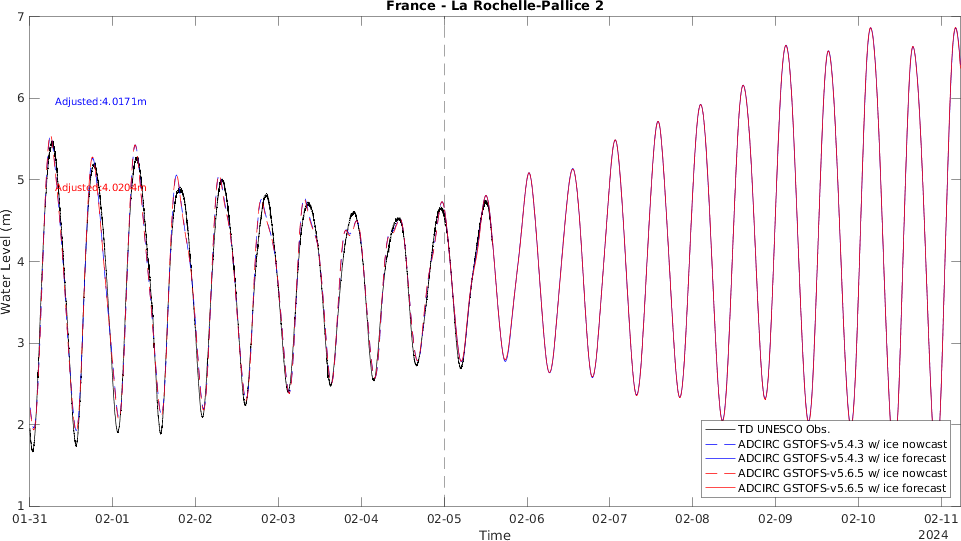 France - La Rochelle-Pallice 2
7
6
5
4
3
2
1
Water Level (m)
Adjusted:4.0171m
Adjusted:4.0204m
TD UNESCO Obs.
ADCIRC GSTOFS-v5.4.3 w/ ice nowcast
ADCIRC GSTOFS-v5.4.3 w/ ice forecast
ADCIRC GSTOFS-v5.6.5 w/ ice nowcast
ADCIRC GSTOFS-v5.6.5 w/ ice forecast
01-31 02-01 02-02 02-03 02-04 02-05 02-06 02-07 02-08 02-09 02-10 02-11
Time
2024